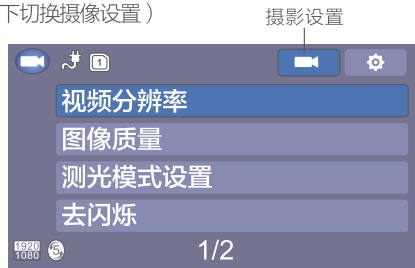 下切换摄像设置）
摄影设置
1
视频分辨率
图像质量
测光模式设置
去闪烁
1920
1080
5
1/2